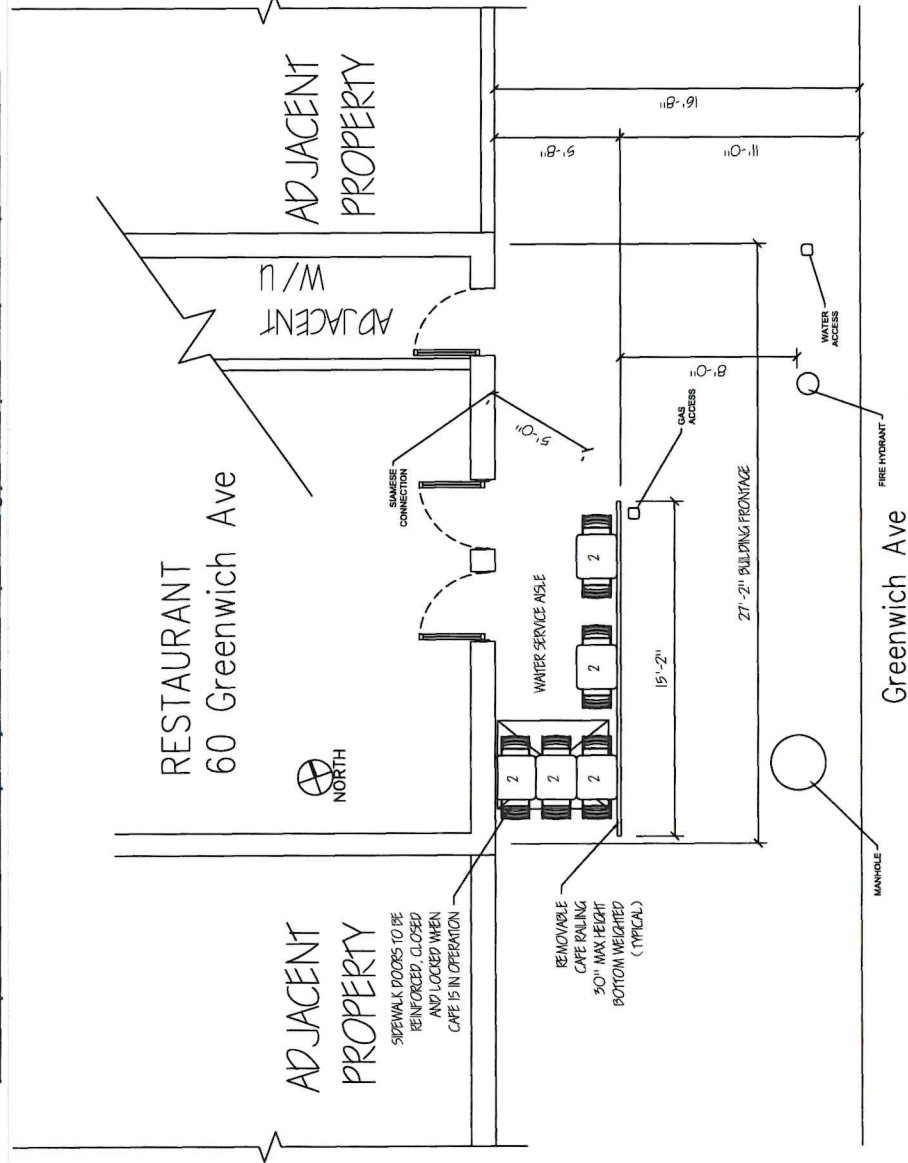 ADJACENT
PROPERTY
ADJACENT
W/U
RESTAURANT
60 Greenwich Ave
NORTH
ADJACENT
PROPERTY
SIDEWALK DOORS TO BE
REINFORCED, CLOSED
AND LOCKED WHEN
CAFE IS IN OPERATION
SIAMESE
CONNECTION
5'-0"
WAITER SERVICE AISLE
2
2
2
2
2
REMOVABLE
CAFE RAILING
30" MAX HEIGHT
BOTTOM WEIGHTED
(TYPICAL)
15'-2"
GAS
ACCESS
8'-0"
5'-8"
11'-0"
16'-8"
27'-2" BUILDING FRONTAGE
WATER
ACCESS
FIRE HYDRANT
MANHOLE
Greenwich Ave